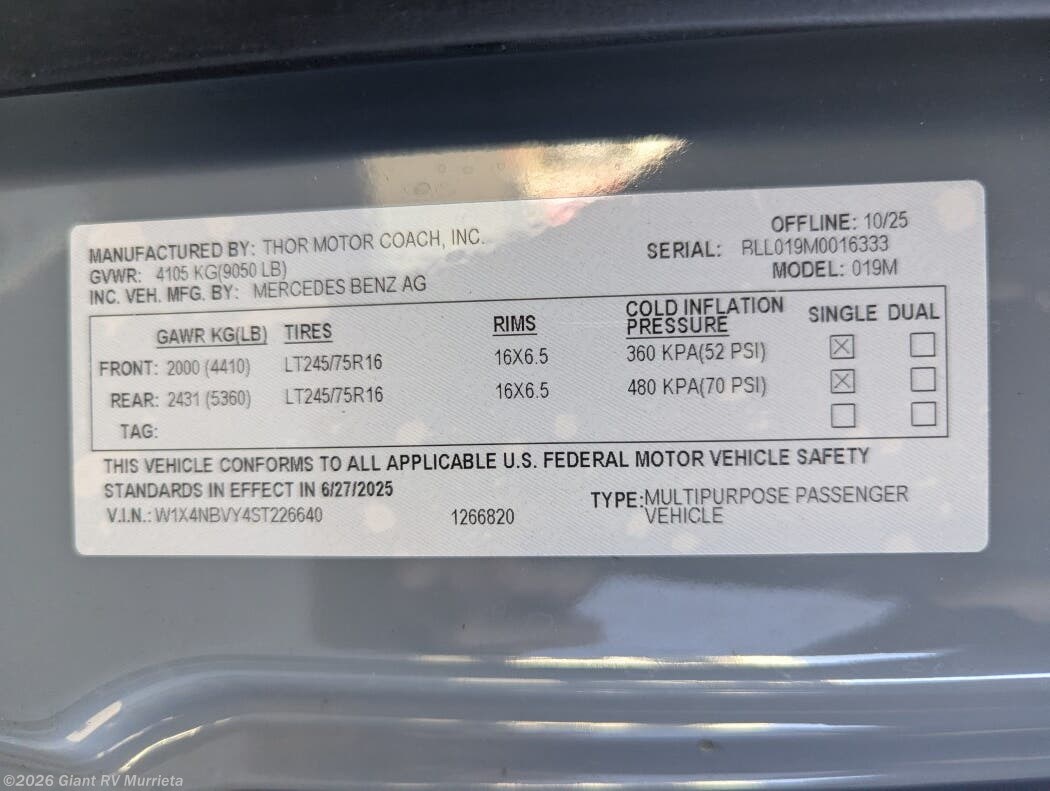 MANUFACTURED BY: THOR MOTOR COACH, INC.
OFFLINE: 10/25
GVWR: 4105 KG(9050 LB)
SERIAL: BLL019M0016333
INC. VEH. MFG. BY: MERCEDES BENZ AG
MODEL: 019M
GAWR KG(LB) TIRES RIMS COLD INFLATION PRESSURE SINGLE DUAL
FRONT: 2000 (4410) LT245/75R16 16X6.5 360 KPA(52 PSI) ☒ ☐
REAR: 2431 (5360) LT245/75R16 16X6.5 480 KPA(70 PSI) ☒ ☐
TAG: ☐ ☐
THIS VEHICLE CONFORMS TO ALL APPLICABLE U.S. FEDERAL MOTOR VEHICLE SAFETY
STANDARDS IN EFFECT IN 6/27/2025
V.I.N.: W1X4NBVY4ST226640 1266820
TYPE: MULTIPURPOSE PASSENGER
VEHICLE
©2026 Giant RV Murrieta